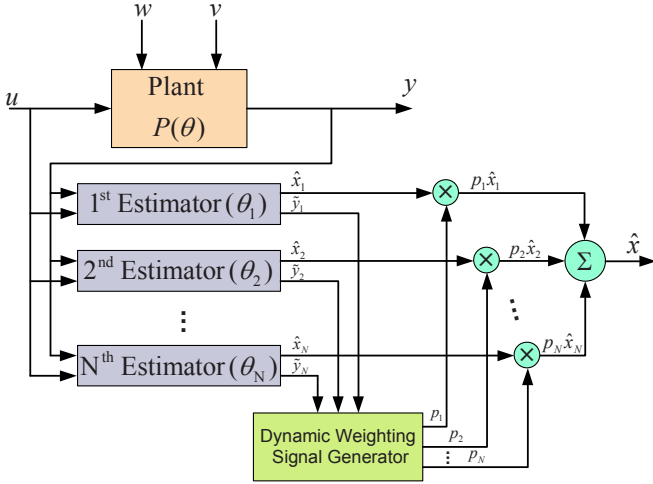 w v
u
Plant
P(θ)
y
1st Estimator(θ₁)
x̂₁
ỹ₁
p₁x̂₁
2nd Estimator(θ₂)
x̂₂
ỹ₂
p₂x̂₂
Σ
x̂
⋮
Nth Estimator(θN)
x̂N
ỹN
pN x̂N
Dynamic Weighting
Signal Generator
p₁
p₂
⋮
pN